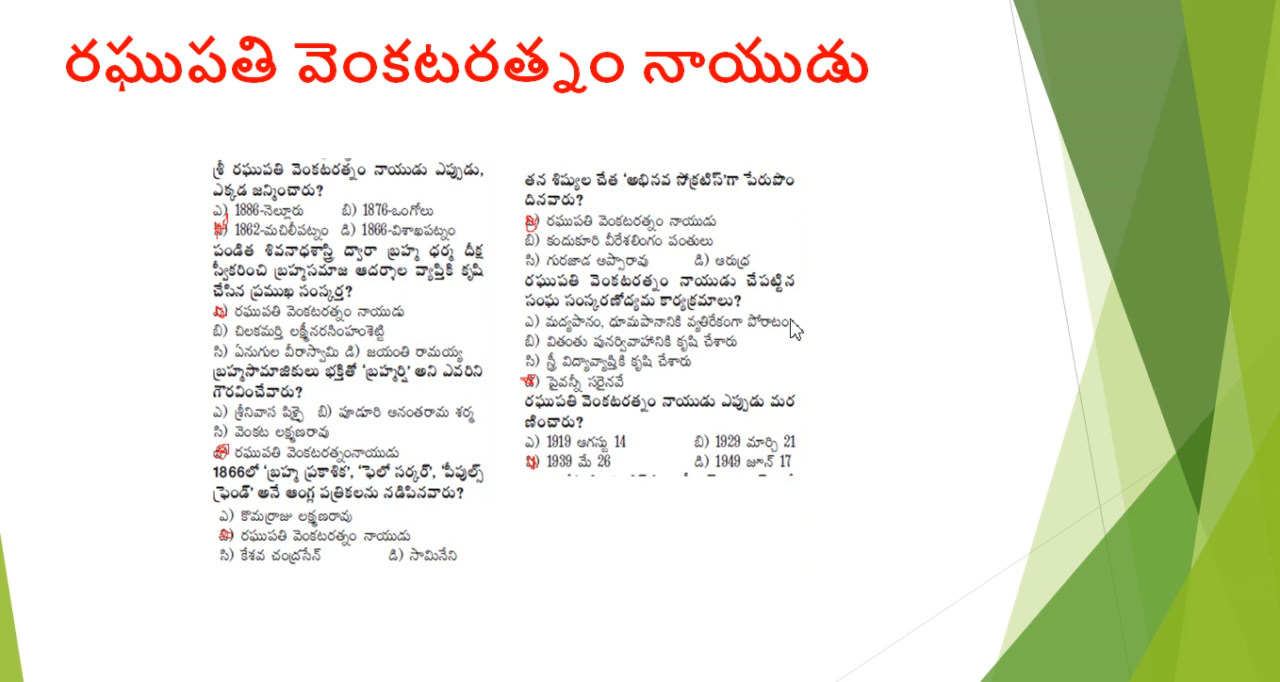 రఘుపతి వెంకటరత్నం నాయుడు
శ్రీ రఘుపతి వెంకటరత్నం నాయుడు ఎప్పుడు,
ఎక్కడ జన్మించారు?
ఎ) 1886-నెల్లూరు బి) 1876-ఒంగోలు
1862-మచిలీపట్నం డి) 1866-విశాఖపట్నం
పండిత శివనాధశాస్త్రి ద్వారా బ్రహ్మ ధర్మ దీక్ష
స్వీకరించి బ్రహ్మసమాజ ఆదర్శాల వ్యాప్తికి కృషి
చేసిన ప్రముఖ సంస్కర్త?
రఘుపతి వెంకటరత్నం నాయుడు
బి) చిలకమర్తి లక్ష్మీనరసింహంశెట్టి
సి) ఏనుగుల వీరాస్వామి డి) జయంతి రామయ్య
బ్రహ్మసామాజికులు భక్తితో 'బ్రహ్మర్షి' అని ఎవరిని
గౌరవించేవారు?
ఎ) శ్రీనివాస పిళ్ళై బి) పూడూరి ఆనంతరామ శర్మ
సి) వెంకట లక్ష్మణరావు
రఘుపతి వెంకటరత్నంనాయుడు
1866లో 'బ్రహ్మ ప్రకాశిక', 'ఫెలో సర్కర్', 'పీపుల్స్
ఫ్రెండ్' అనే ఆంగ్ల పత్రికలను నడిపినవారు?
ఎ) కొమర్రాజు లక్ష్మణరావు
రఘుపతి వెంకటరత్నం నాయుడు
సి) కేశవ చంద్రసేన్ డి) సామినేని
తన శిష్యుల చేత 'అభినవ సోక్రటిస్'గా పేరుపొం
దినవారు?
రఘుపతి వెంకటరత్నం నాయుడు
బి) కందుకూరి వీరేశలింగం పంతులు
సి) గురజాడ అప్పారావు డి) ఆరుద్ర
రఘుపతి వెంకటరత్నం నాయుడు చేపట్టిన
సంఘ సంస్కరణోద్యమ కార్యక్రమాలు?
ఎ) మద్యపానం, ధూమపానానికి వ్యతిరేకంగా పోరాటం
బి) వితంతు పునర్వివాహానికి కృషి చేశారు
సి) స్త్రీ విద్యావ్యాప్తికి కృషి చేశారు
పైవన్నీ సరైనవే
రఘుపతి వెంకటరత్నం నాయుడు ఎప్పుడు మర
ణించారు?
ఎ) 1919 ఆగస్టు 14 బి) 1929 మార్చి 21
1939 మే 26 డి) 1949 జూన్ 17